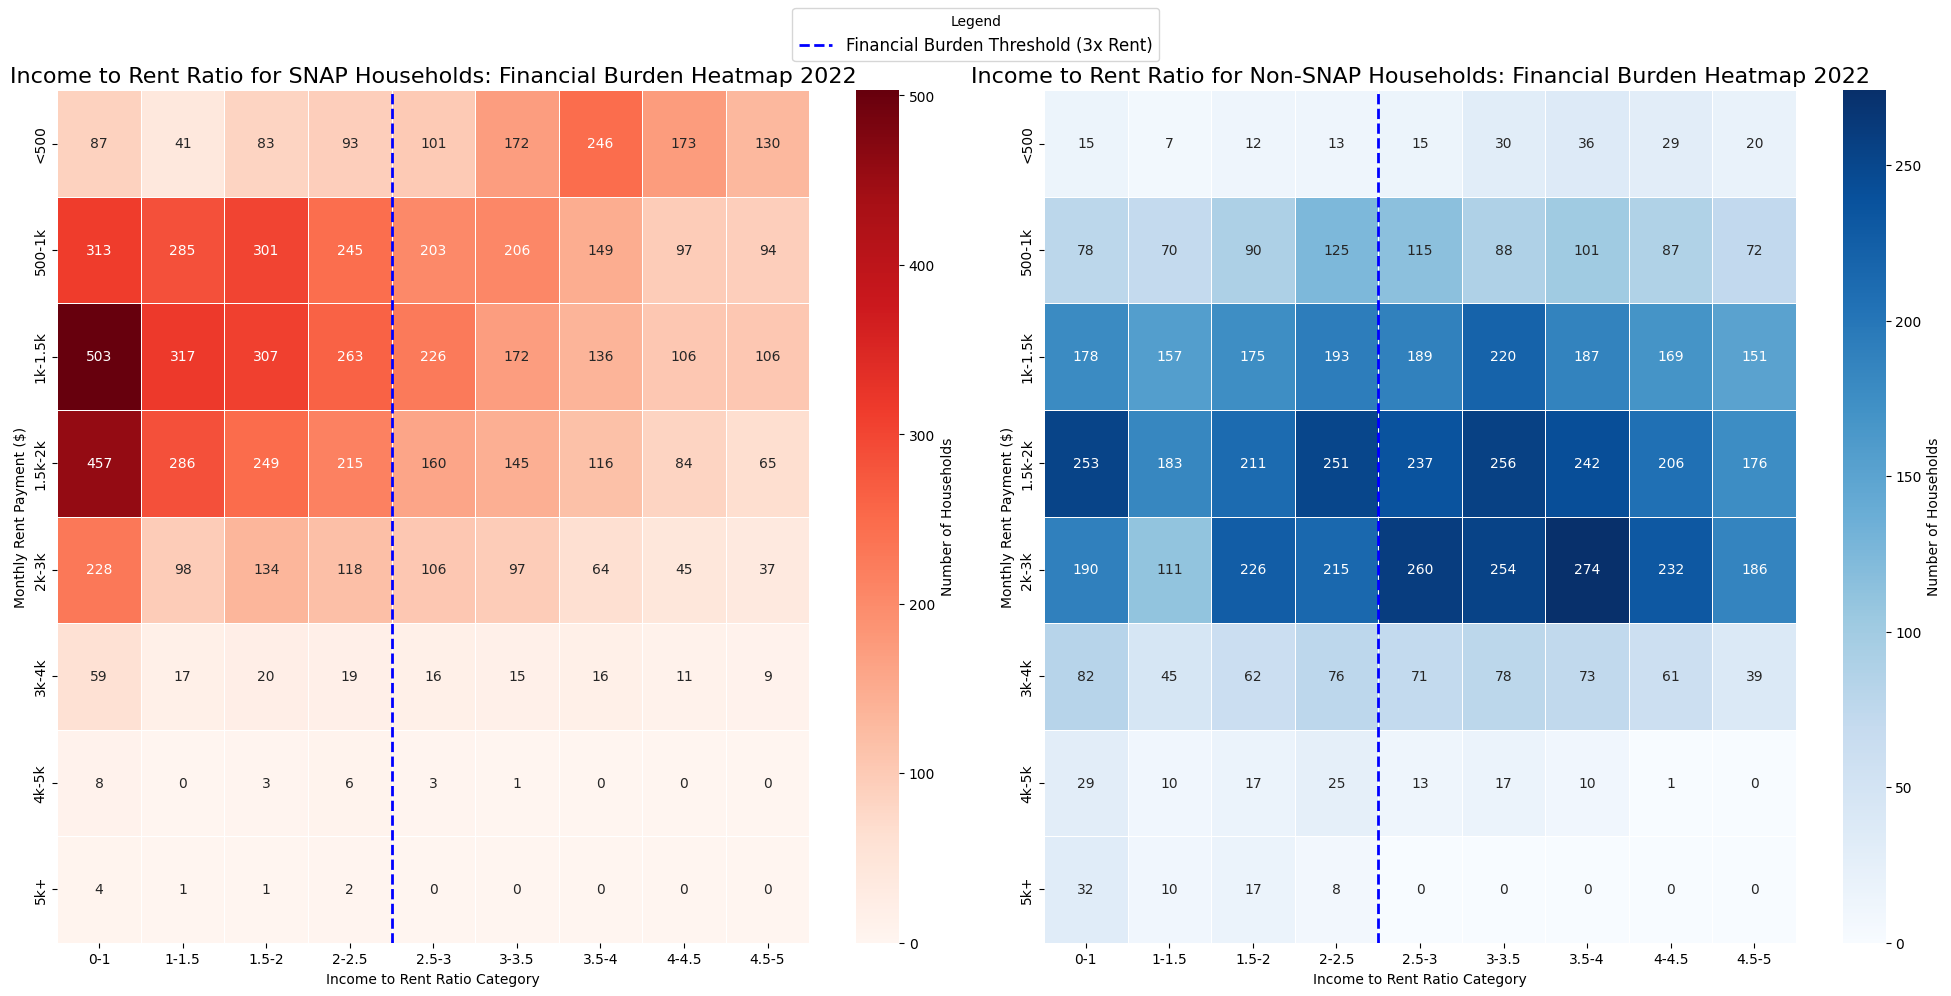 Legend
Financial Burden Threshold (3x Rent)
Income to Rent Ratio for SNAP Households: Financial Burden Heatmap 2022
Monthly Rent Payment ($)
<500 87 41 83 93 101 172 246 173 130
500-1k 313 285 301 245 203 206 149 97 94
1k-1.5k 503 317 307 263 226 172 136 106 106
1.5k-2k 457 286 249 215 160 145 116 84 65
2k-3k 228 98 134 118 106 97 64 45 37
3k-4k 59 17 20 19 16 15 16 11 9
4k-5k 8 0 3 6 3 1 0 0 0
5k+ 4 1 1 2 0 0 0 0 0
0-1 1-1.5 1.5-2 2-2.5 2.5-3 3-3.5 3.5-4 4-4.5 4.5-5
Income to Rent Ratio Category
500
400
300
200
100
0
Number of Households
Income to Rent Ratio for Non-SNAP Households: Financial Burden Heatmap 2022
Monthly Rent Payment ($)
<500 15 7 12 13 15 30 36 29 20
500-1k 78 70 90 125 115 88 101 87 72
1k-1.5k 178 157 175 193 189 220 187 169 151
1.5k-2k 253 183 211 251 237 256 242 206 176
2k-3k 190 111 226 215 260 254 274 232 186
3k-4k 82 45 62 76 71 78 73 61 39
4k-5k 29 10 17 25 13 17 10 1 0
5k+ 32 10 17 8 0 0 0 0 0
0-1 1-1.5 1.5-2 2-2.5 2.5-3 3-3.5 3.5-4 4-4.5 4.5-5
Income to Rent Ratio Category
250
200
150
100
50
0
Number of Households